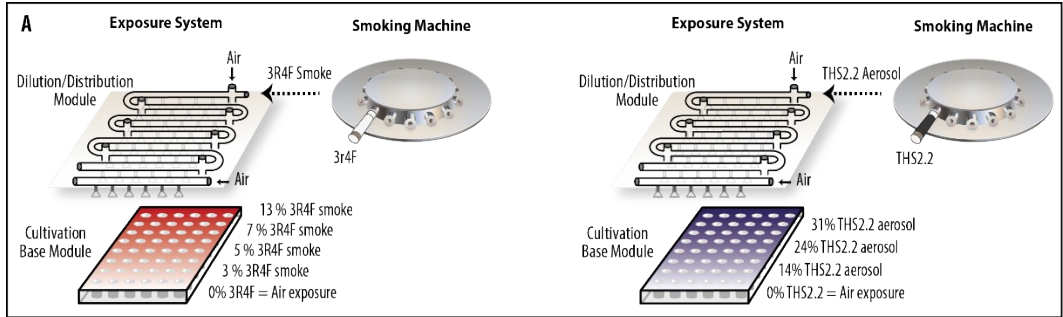 A
Exposure System
Smoking Machine
Air
3R4F Smoke
Dilution/Distribution
Module
3r4F
Air
13 % 3R4F smoke
7 % 3R4F smoke
5 % 3R4F smoke
3 % 3R4F smoke
0% 3R4F = Air exposure
Cultivation
Base Module
Exposure System
Smoking Machine
Air
THS2.2 Aerosol
Dilution/Distribution
Module
THS2.2
Air
31% THS2.2 aerosol
24% THS2.2 aerosol
14% THS2.2 aerosol
0% THS2.2 = Air exposure
Cultivation
Base Module